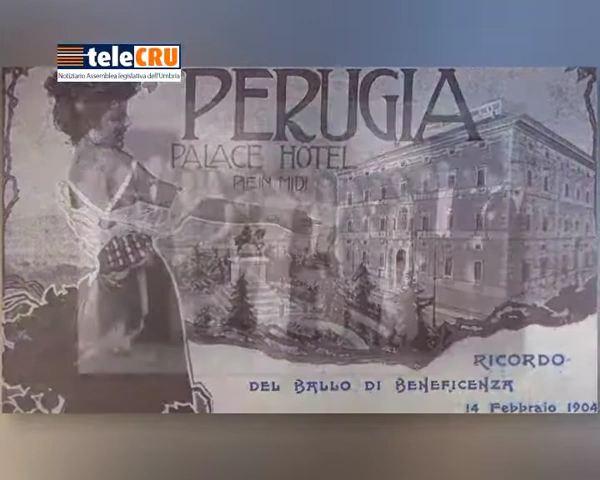 teleCRU
Notiziario Assemblea legislativa dell'Umbria
PERUGIA
PALACE HOTEL
PLEIN MIDI
RICORDO
DEL BALLO DI BENEFICENZA
14 Febbraio 1904